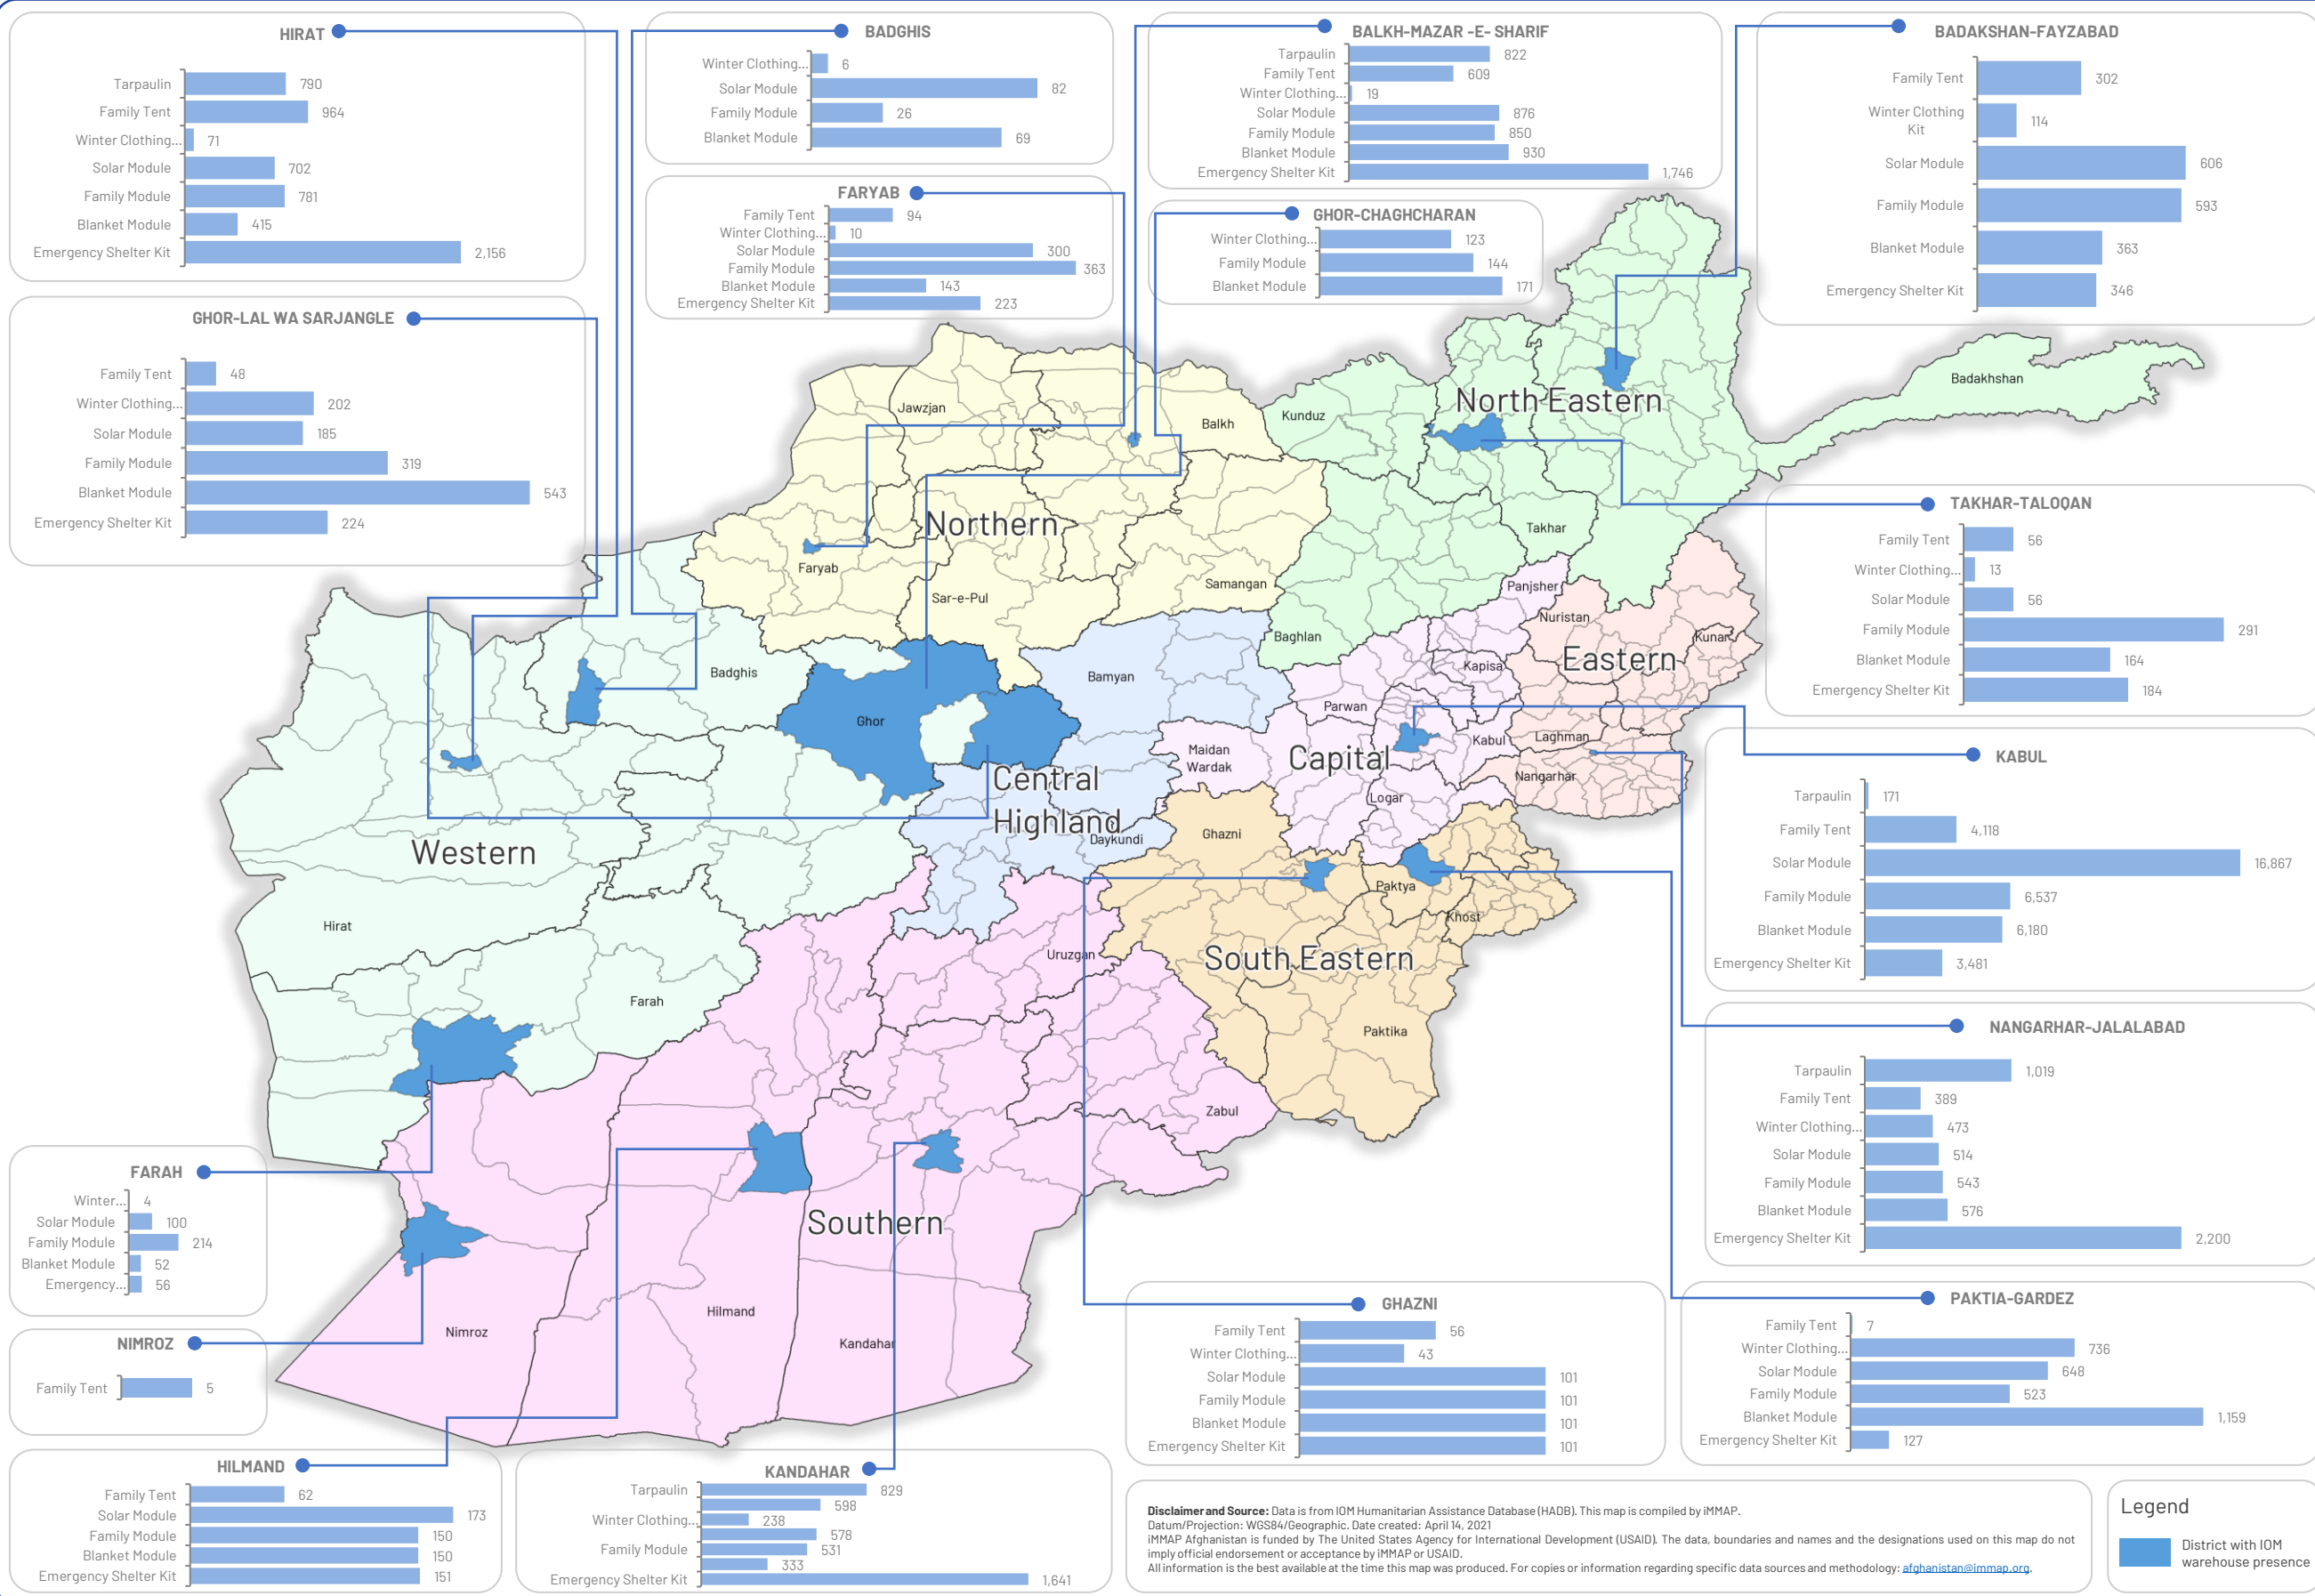 HIRAT
Tarpaulin 790
Family Tent 964
Winter Clothing... 71
Solar Module 702
Family Module 781
Blanket Module 415
Emergency Shelter Kit 2,156
BADGHIS
Winter Clothing... 6
Solar Module 82
Family Module 26
Blanket Module 69
BALKH-MAZAR -E- SHARIF
Tarpaulin 822
Family Tent 609
Winter Clothing... 19
Solar Module 876
Family Module 850
Blanket Module 930
Emergency Shelter Kit 1,746
BADAKSHAN-FAYZABAD
Family Tent 302
Winter Clothing
Kit 114
Solar Module 606
Family Module 593
Blanket Module 363
Emergency Shelter Kit 346
FARYAB
Family Tent 94
Winter Clothing... 10
Solar Module 300
Family Module 363
Blanket Module 143
Emergency Shelter Kit 223
GHOR-CHAGHCHARAN
Winter Clothing... 123
Family Module 144
Blanket Module 171
GHOR-LAL WA SARJANGLE
Family Tent 48
Winter Clothing... 202
Solar Module 185
Family Module 319
Blanket Module 543
Emergency Shelter Kit 224
Badakhshan
North Eastern
Jawzjan
Kunduz
Balkh
TAKHAR-TALOQAN
Family Tent 56
Winter Clothing... 13
Solar Module 56
Family Module 291
Blanket Module 164
Emergency Shelter Kit 184
Northern
Takhar
Faryab
Samangan
Sar-e-Pul
Panjsher
Nuristan
Baghlan
Kunar
Eastern
Kapisa
Badghis
Bamyan
Parwan
Ghor
Laghman
Kabul
Maidan
Wardak
Capital
Nangarhar
Central
Highland
Logar
Daykundi
Ghazni
Western
Paktya
Khost
Hirat
Uruzgan
South Eastern
Farah
Paktika
Zabul
Southern
Hilmand
Nimroz
Kandahar
KABUL
Tarpaulin 171
Family Tent 4,118
Solar Module 16,867
Family Module 6,537
Blanket Module 6,180
Emergency Shelter Kit 3,481
NANGARHAR-JALALABAD
Tarpaulin 1,019
Family Tent 389
Winter Clothing... 473
Solar Module 514
Family Module 543
Blanket Module 576
Emergency Shelter Kit 2,200
FARAH
Winter... 4
Solar Module 100
Family Module 214
Blanket Module 52
Emergency... 56
NIMROZ
Family Tent 5
GHAZNI
Family Tent 56
Winter Clothing... 43
Solar Module 101
Family Module 101
Blanket Module 101
Emergency Shelter Kit 101
PAKTIA-GARDEZ
Family Tent 7
Winter Clothing... 736
Solar Module 648
Family Module 523
Blanket Module 1,159
Emergency Shelter Kit 127
HILMAND
Family Tent 62
Solar Module 173
Family Module 150
Blanket Module 150
Emergency Shelter Kit 151
KANDAHAR
Tarpaulin 829
598
Winter Clothing... 238
578
Family Module 531
333
Emergency Shelter Kit 1,641
Disclaimer and Source: Data is from IOM Humanitarian Assistance Database (HADB). This map is compiled by iMMAP.
Datum/Projection: WGS84/Geographic. Date created: April 14, 2021
iMMAP Afghanistan is funded by The United States Agency for International Development (USAID). The data, boundaries and names and the designations used on this map do not
imply official endorsement or acceptance by iMMAP or USAID.
All information is the best available at the time this map was produced. For copies or information regarding specific data sources and methodology: afghanistan@immap.org.
Legend
District with IOM
warehouse presence